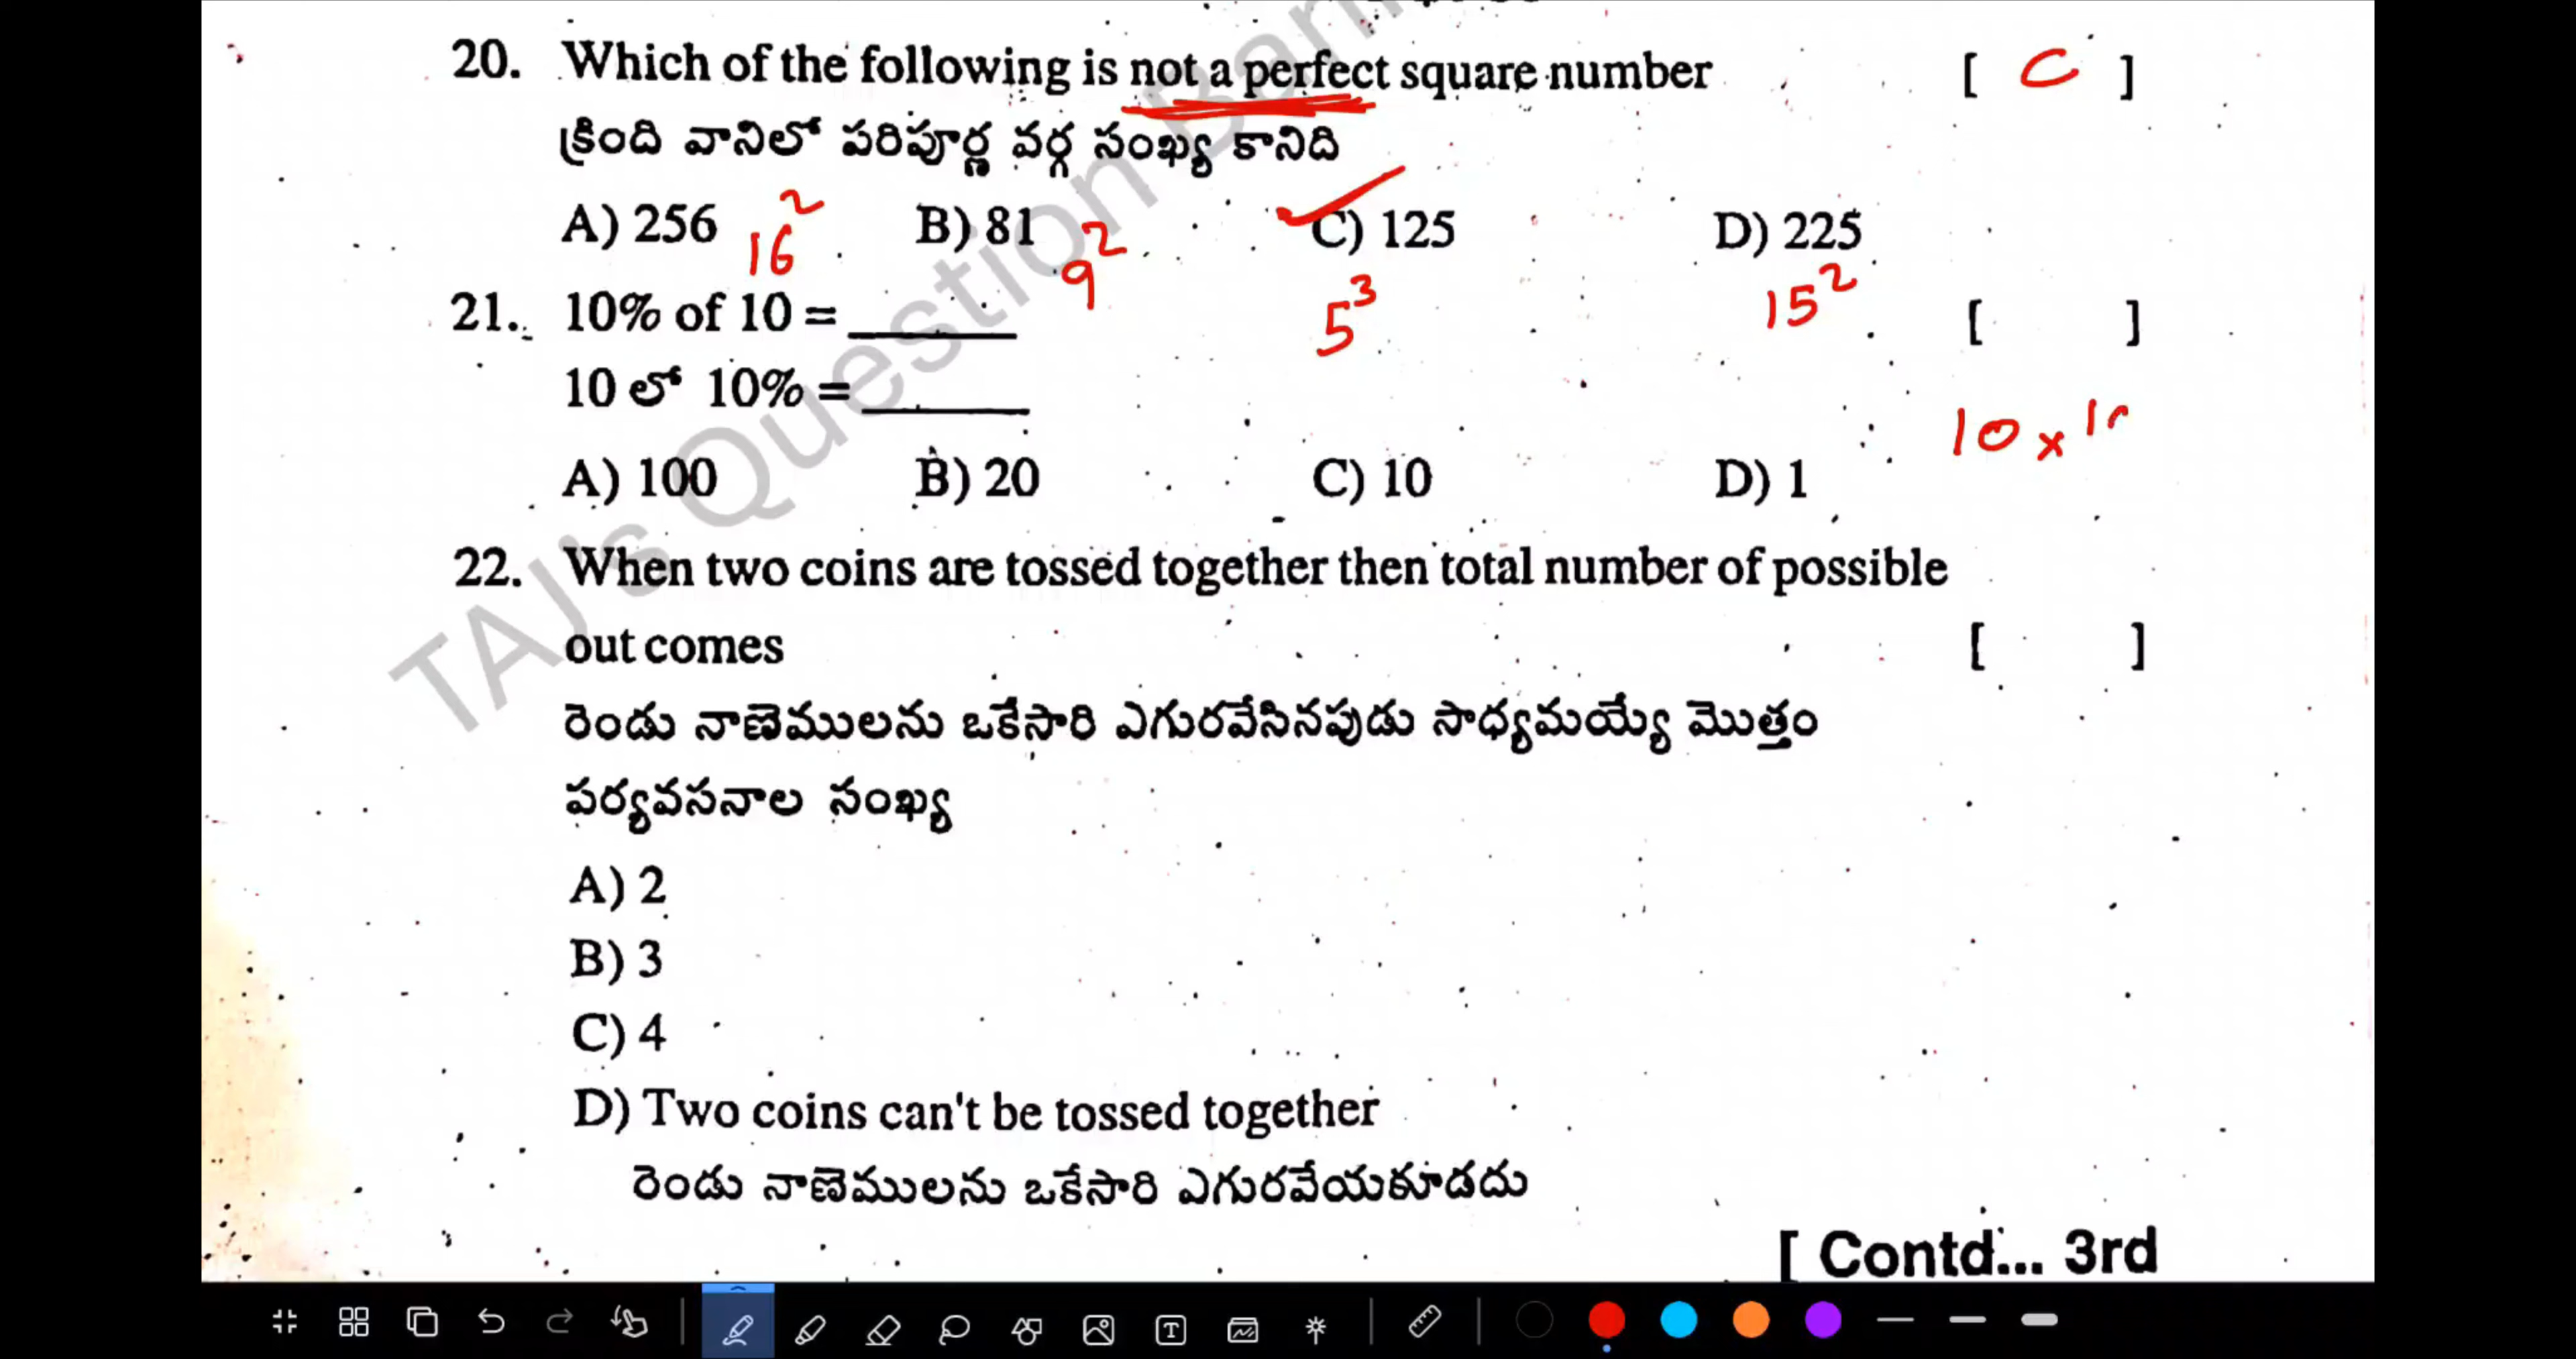 20. Which of the following is not a perfect square number [ C ]
క్రింది వానిలో పరిపూర్ణ వర్గ సంఖ్య కానిది
A) 256 16² B) 81 9² C) 125 5³ D) 225 15²
21. 10% of 10 = ______ [ ]
10 లో 10% = ______
10 x
A) 100 B) 20 C) 10 D) 1
22. When two coins are tossed together then total number of possible
out comes [ ]
రెండు నాణెములను ఒకేసారి ఎగురవేసినపుడు సాధ్యమయ్యే మొత్తం
పర్యవసనాల సంఖ్య
A) 2
B) 3
C) 4
D) Two coins can't be tossed together
రెండు నాణెములను ఒకేసారి ఎగురవేయకూడదు
[ Contd... 3rd
TAJ's Question Bank